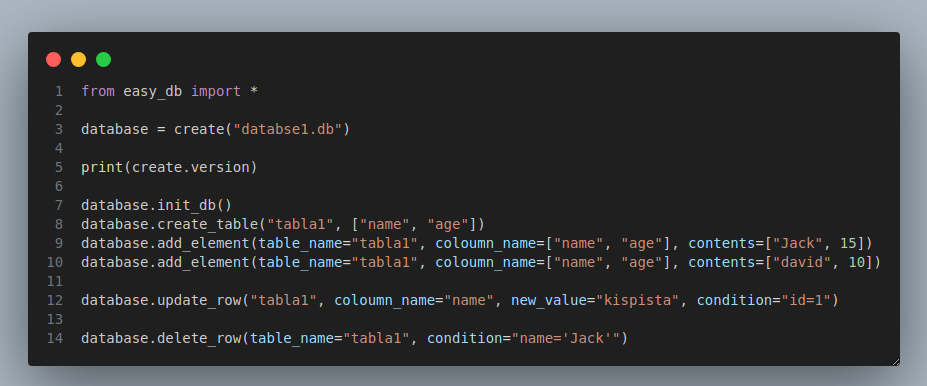 1 from easy_db import *
2
3 database = create("databse1.db")
4
5 print(create.version)
6
7 database.init_db()
8 database.create_table("tabla1", ["name", "age"])
9 database.add_element(table_name="tabla1", coloumn_name=["name", "age"], contents=["Jack", 15])
10 database.add_element(table_name="tabla1", coloumn_name=["name", "age"], contents=["david", 10])
11
12 database.update_row("tabla1", coloumn_name="name", new_value="kispista", condition="id=1")
13
14 database.delete_row(table_name="tabla1", condition="name='Jack'")